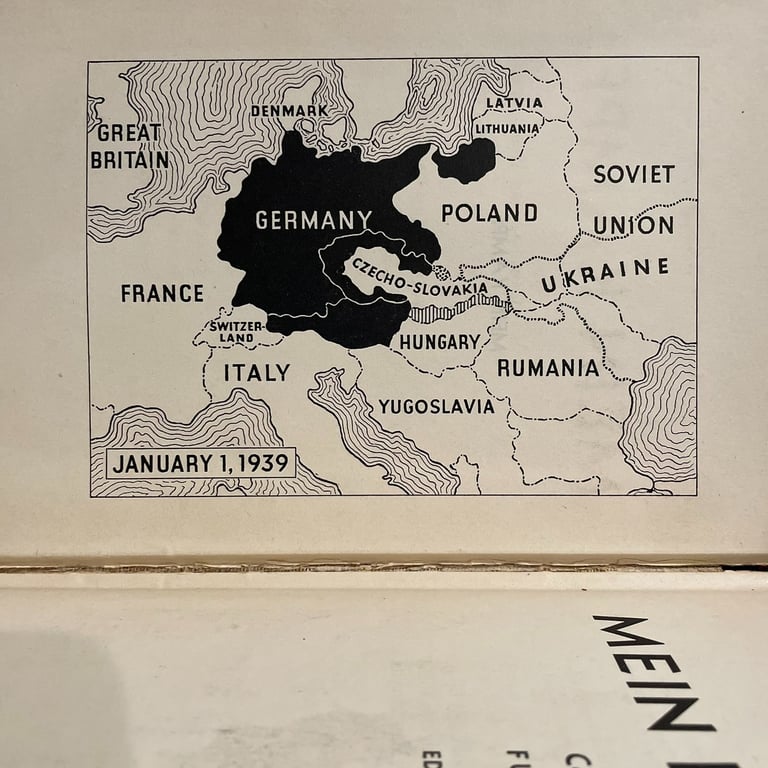 DENMARK
LATVIA
LITHUANIA
GREAT
BRITAIN
SOVIET
UNION
GERMANY
POLAND
UKRAINE
CZECHO-SLOVAKIA
FRANCE
SWITZER-
LAND
HUNGARY
ITALY
RUMANIA
YUGOSLAVIA
JANUARY 1, 1939
MEIN